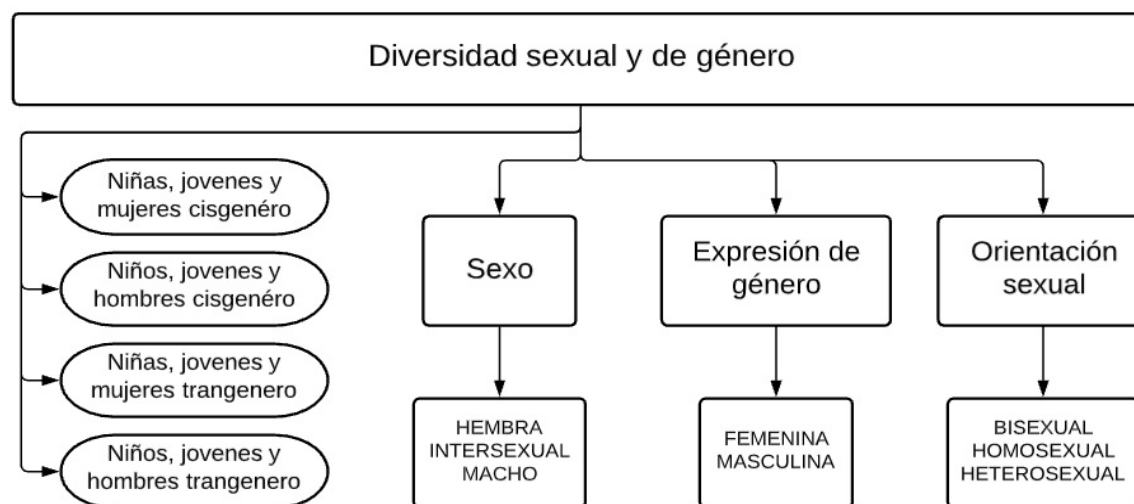 Diversidad sexual y de género
Niñas, jovenes y
mujeres cisgenéro
Niños, jovenes y
hombres cisgenéro
Niñas, jovenes y
mujeres trangenero
Niños, jovenes y
hombres trangenero
Sexo
HEMBRA
INTERSEXUAL
MACHO
Expresión de
género
FEMENINA
MASCULINA
Orientación
sexual
BISEXUAL
HOMOSEXUAL
HETEROSEXUAL